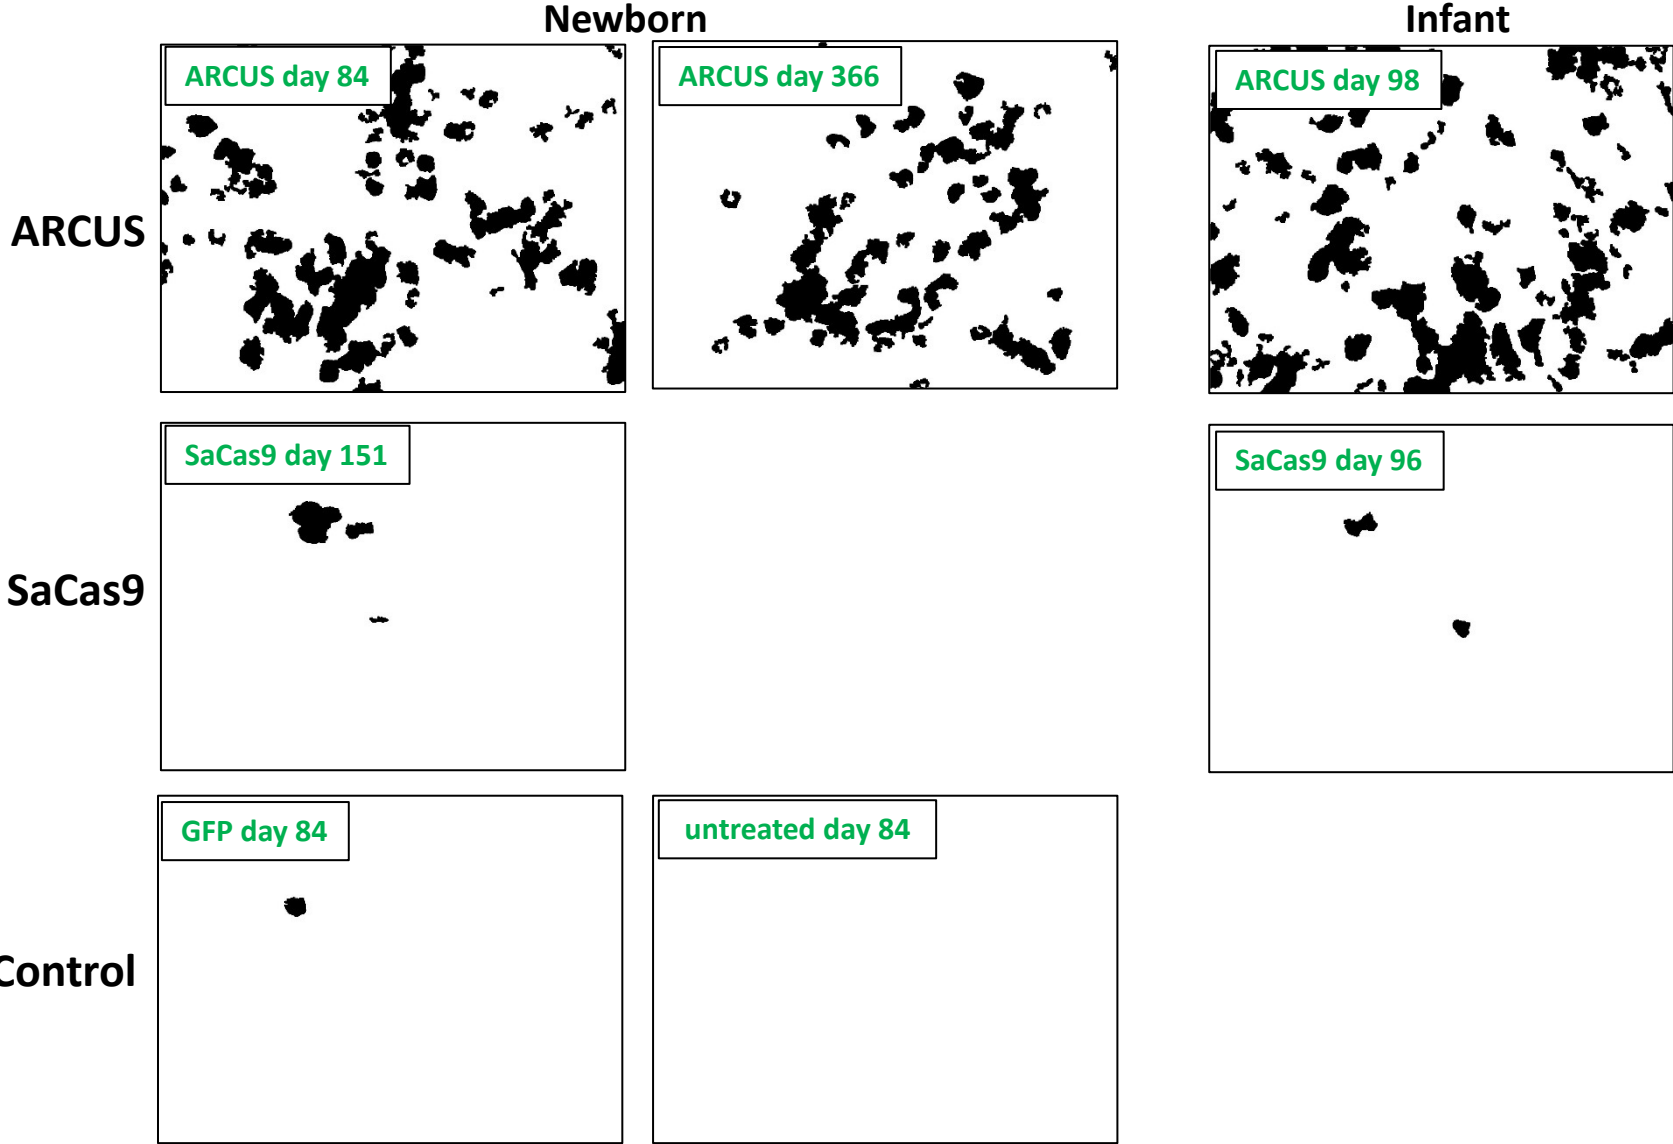 Newborn
Infant
ARCUS
ARCUS day 84
ARCUS day 366
ARCUS day 98
SaCas9
SaCas9 day 151
SaCas9 day 96
Control
GFP day 84
untreated day 84